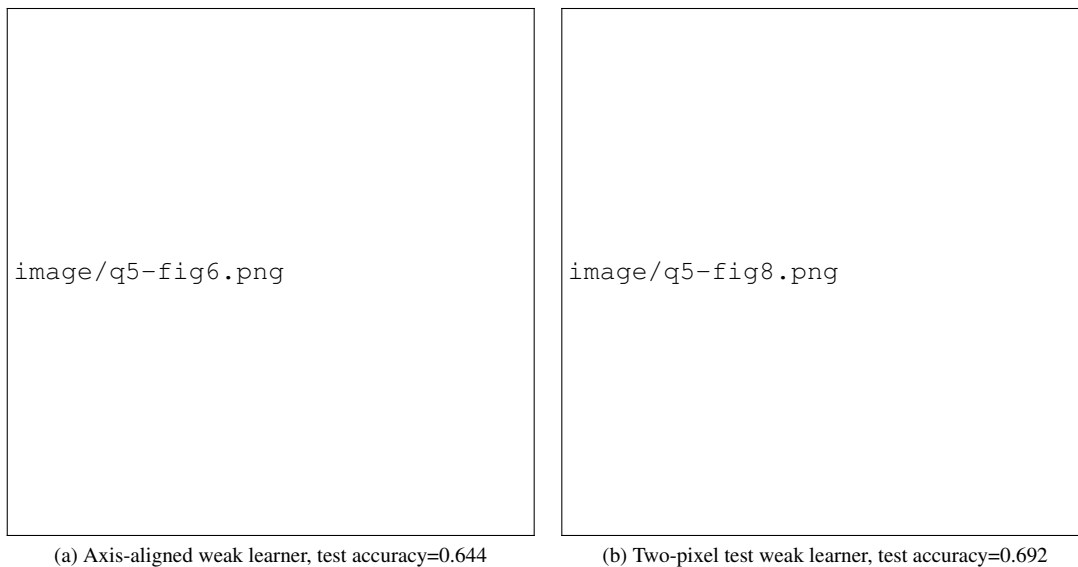 image/q5-fig6.png
image/q5-fig8.png
(a) Axis-aligned weak learner, test accuracy=0.644
(b) Two-pixel test weak learner, test accuracy=0.692